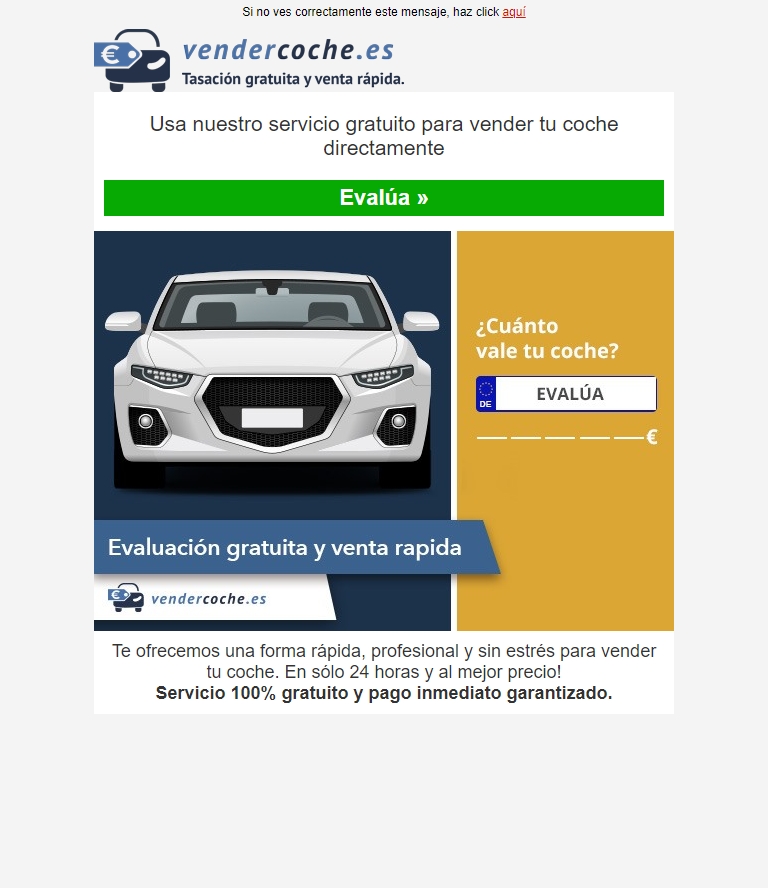 Si no ves correctamente este mensaje, haz click aquí
vendercoche.es
Tasación gratuita y venta rápida.
Usa nuestro servicio gratuito para vender tu coche
directamente
Evalúa »
¿Cuánto
vale tu coche?
DE
EVALÚA
€
Evaluación gratuita y venta rapida
vendercoche.es
Te ofrecemos una forma rápida, profesional y sin estrés para vender
tu coche. En sólo 24 horas y al mejor precio!
Servicio 100% gratuito y pago inmediato garantizado.